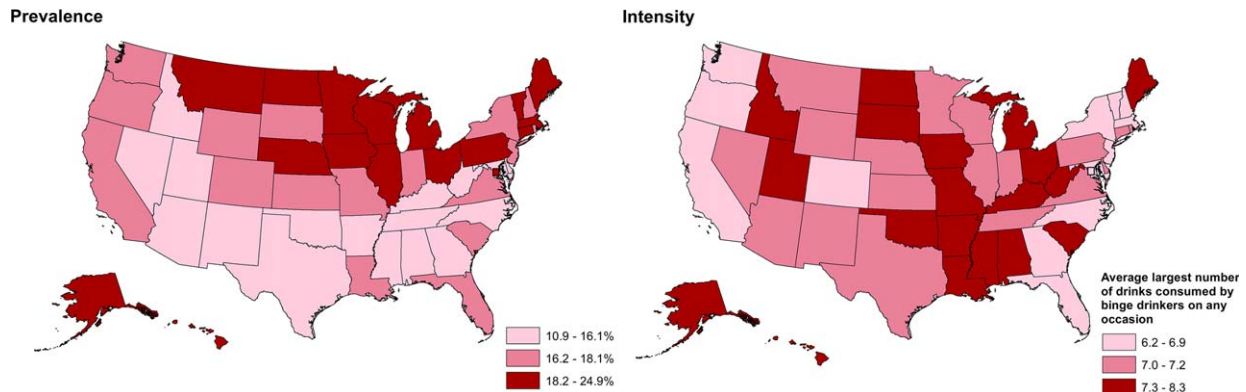 Prevalence
10.9 - 16.1%
16.2 - 18.1%
18.2 - 24.9%
Intensity
Average largest number
of drinks consumed by
binge drinkers on any
occasion
6.2 - 6.9
7.0 - 7.2
7.3 - 8.3